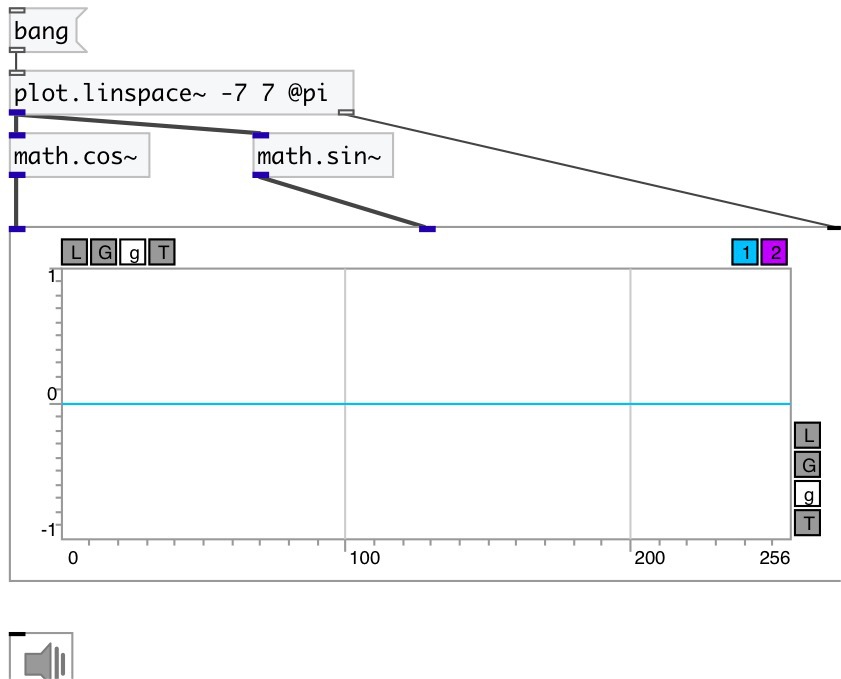 bang
plot.linspace~ -7 7 @pi
math.cos~
math.sin~
L G g T
1 2
1
0
-1
L
G
g
T
0 100 200 256